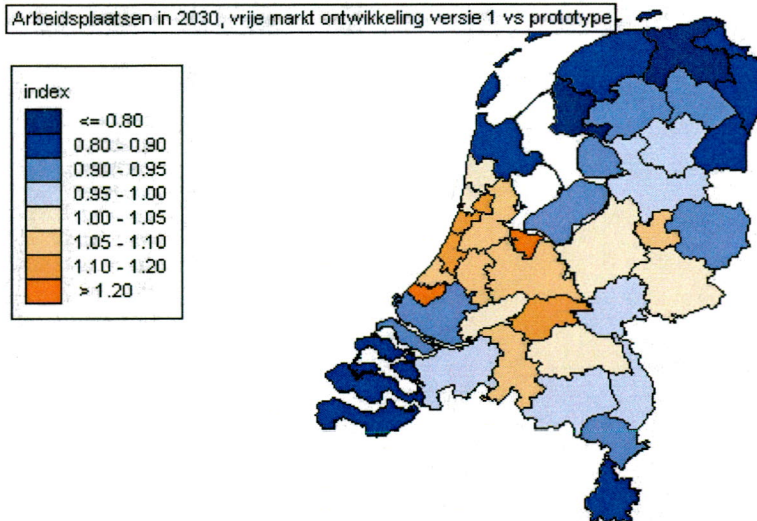 Arbeidsplaatsen in 2030, vrije markt ontwikkeling versie 1 vs prototype
index
<= 0.80
0.80 - 0.90
0.90 - 0.95
0.95 - 1.00
1.00 - 1.05
1.05 - 1.10
1.10 - 1.20
> 1.20